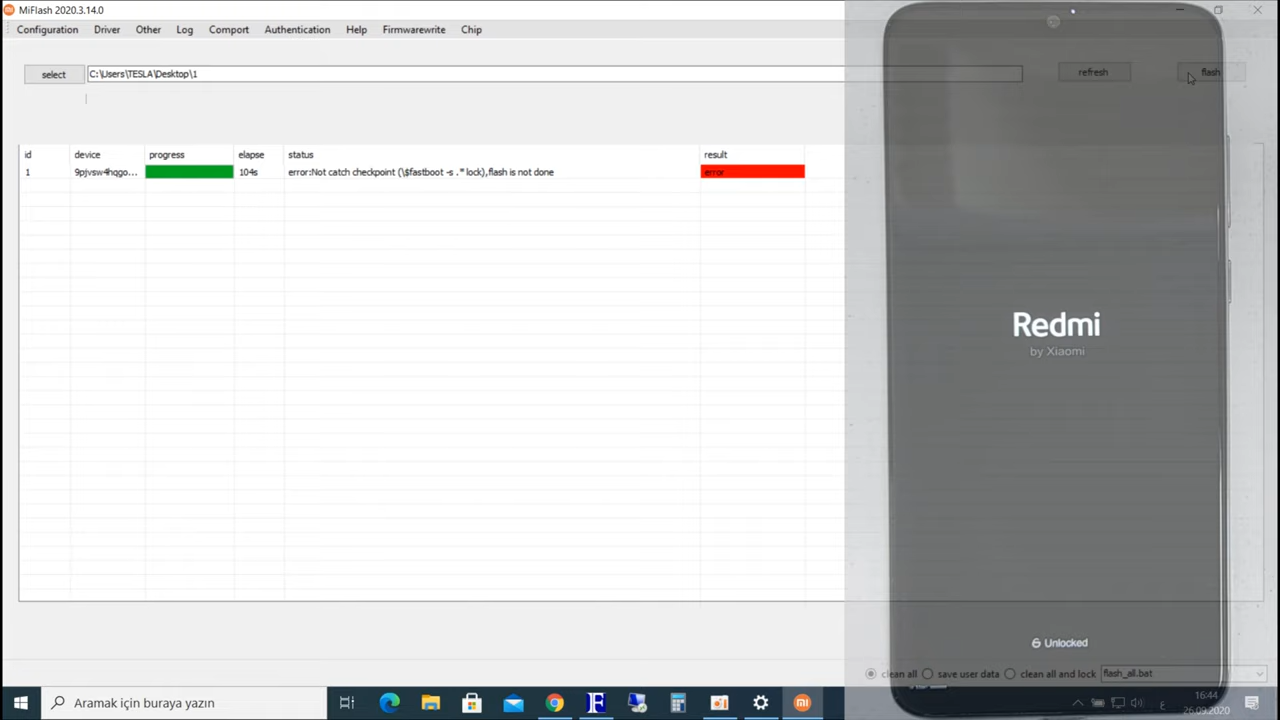 MiFlash 2020.3.14.0
Configuration Driver Other Log Comport Authentication Help Firmwarewrite Chip
select C:\Users\TESLA\Desktop\1 refresh flash
id device progress elapse status result
1 9pjvsw4hqgo... 104s error:Not catch checkpoint (\$fastboot -s .* lock),flash is not done error
Redmi
by Xiaomi
Unlocked
clean all save user data clean all and lock flash_all.bat
Aramak için buraya yazın
16:44
26.09.2020